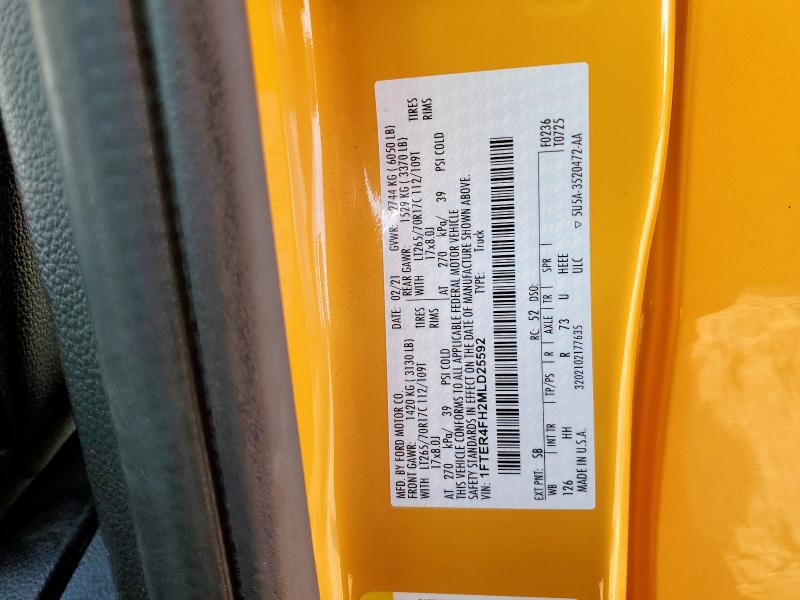 MFD. BY FORD MOTOR CO.
DATE: 02/21 GVWR: 2744 KG ( 6050 LB)
FRONT GAWR: 1420 KG ( 3130 LB) REAR GAWR: 1529 KG ( 3370 LB)
WITH LT265/70R17C 112/109T TIRES WITH LT265/70R17C 112/109T TIRES
17x8.0J RIMS 17x8.0J RIMS
AT 270 kPa/ 39 PSI COLD AT 270 kPa/ 39 PSI COLD
THIS VEHICLE CONFORMS TO ALL APPLICABLE FEDERAL MOTOR VEHICLE
SAFETY STANDARDS IN EFFECT ON THE DATE OF MANUFACTURE SHOWN ABOVE.
VIN: 1FTER4FH2MLD25592 TYPE: Truck
EXT PNT: SB RC: 52 DSO: F0236
T0725
WB INT TR TP/PS R AXLE TR SPR
126 HH R 73 U HEEE
MADE IN U.S.A. 3202102177635 ULC ▽ 5U5A-3520472-AA